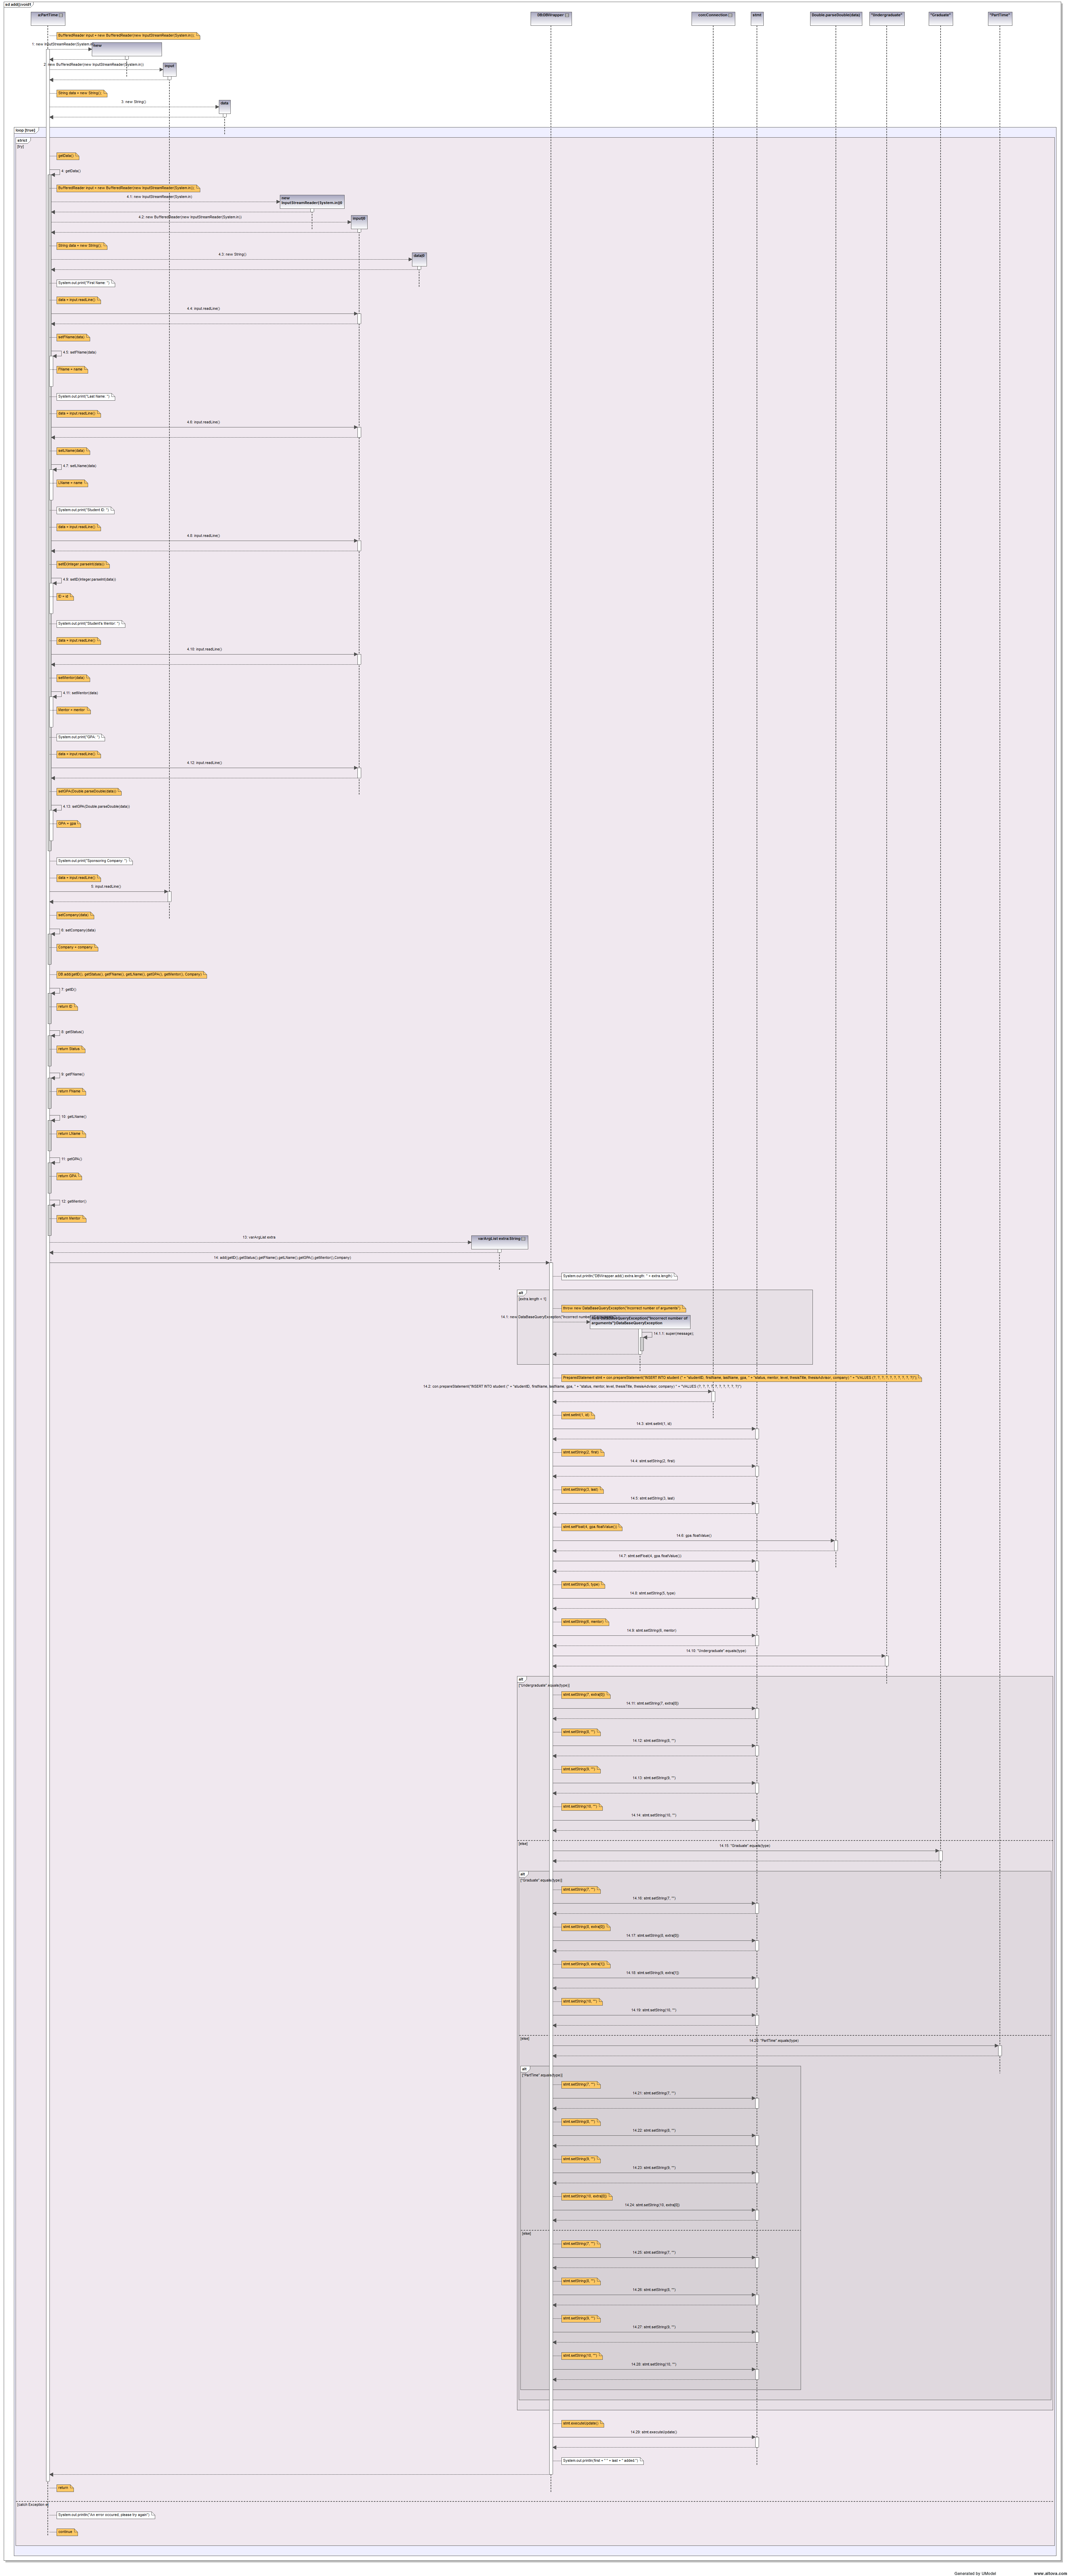 sd add():void
a:PartTime
DB:DBWrapper
con:Connection
stmt
Double.parseDouble(data)
"Undergraduate"
"Graduate"
"PartTime"
BufferedReader input = new BufferedReader(new InputStreamReader(System.in));
1: new InputStreamReader(System.in)
new
2: new BufferedReader(new InputStreamReader(System.in))
input
String data = new String();
3: new String()
data
loop [true]
strict
[try]
getData()
4: getData()
BufferedReader input = new BufferedReader(new InputStreamReader(System.in));
4.1: new InputStreamReader(System.in)
new
4.2: new BufferedReader(new InputStreamReader(System.in))
String data = new String();
4.3: new String()
System.out.print("First Name: ")
data = input.readLine()
4.4: input.readLine()
setFName(data)
4.5: setFName(data)
FName = name
System.out.print("Last Name: ")
data = input.readLine()
4.6: input.readLine()
setLName(data)
4.7: setLName(data)
LName = name
System.out.print("Student ID: ")
data = input.readLine()
4.8: input.readLine()
setID(Integer.parseInt(data))
4.9: setID(Integer.parseInt(data))
ID = id
System.out.print("Student's Mentor: ")
data = input.readLine()
4.10: input.readLine()
setMentor(data)
4.11: setMentor(data)
Mentor = mentor
System.out.print("GPA: ")
data = input.readLine()
4.12: input.readLine()
setGPA(Double.parseDouble(data))
4.13: setGPA(Double.parseDouble(data))
GPA = gpa
System.out.print("Sponsoring Company: ")
data = input.readLine()
5: input.readLine()
setCompany(data)
6: setCompany(data)
Company = company
DB.add(getID(), getStatus(), getFName(), getLName(), getGPA(), getMentor(), Company)
7: getID()
return ID
8: getStatus()
return Status
9: getFName()
return FName
10: getLName()
return LName
11: getGPA()
return GPA
12: getMentor()
return Mentor
13: varArgList extra
varArgList extra:String
14: add(getID(),getStatus(),getFName(),getLName(),getGPA(),getMentor(),Company)
System.out.println("DBWrapper.add() extra.length: " + extra.length)
alt
[extra.length < 1]
throw new DataBaseQueryException("Incorrect number of arguments")
14.1: new DataBaseQueryException("Incorrect number
arguments"):DataBaseQueryException
14.1.1: super(message)
PreparedStatement stmt = con.prepareStatement("INSERT INTO student (" + "studentID, firstname, lastName, gpa, " + "status, mentor, level, thesisTitle, thesisAdvisor, company) " + "VALUES (?, ?, ?, ?, ?, ?, ?, ?, ?, ?)")
14.2: con.prepareStatement("INSERT INTO student (" + "studentID, firstname, lastName, gpa, " + "status, mentor, level, thesisTitle, thesisAdvisor, company) " + "VALUES (?, ?, ?, ?, ?, ?, ?, ?, ?, ?)")
stmt.setInt(1, id)
14.3: stmt.setInt(1, id)
stmt.setString(2, first)
14.4: stmt.setString(2, first)
stmt.setString(3, last)
14.5: stmt.setString(3, last)
stmt.setFloat(4, gpa.floatValue())
14.6: gpa.floatValue()
14.7: stmt.setFloat(4, gpa.floatValue())
stmt.setString(5, type)
14.8: stmt.setString(5, type)
stmt.setString(6, mentor)
14.9: stmt.setString(6, mentor)
14.10: "Undergraduate".equals(type)
alt
["Undergraduate".equals(type)]
stmt.setString(7, extra[0])
14.11: stmt.setString(7, extra[0])
stmt.setString(8, "")
14.12: stmt.setString(8, "")
stmt.setString(9, "")
14.13: stmt.setString(9, "")
stmt.setString(10, "")
14.14: stmt.setString(10, "")
[else]
14.15: "Graduate".equals(type)
alt
["Graduate".equals(type)]
stmt.setString(7, "")
14.16: stmt.setString(7, "")
stmt.setString(8, extra[0])
14.17: stmt.setString(8, extra[0])
stmt.setString(9, extra[1])
14.18: stmt.setString(9, extra[1])
stmt.setString(10, "")
14.19: stmt.setString(10, "")
[else]
14.20: "PartTime".equals(type)
alt
["PartTime".equals(type)]
stmt.setString(7, "")
14.21: stmt.setString(7, "")
stmt.setString(8, "")
14.22: stmt.setString(8, "")
stmt.setString(9, "")
14.23: stmt.setString(9, "")
stmt.setString(10, extra[0])
14.24: stmt.setString(10, extra[0])
[else]
stmt.setString(7, "")
14.25: stmt.setString(7, "")
stmt.setString(8, "")
14.26: stmt.setString(8, "")
stmt.setString(9, "")
14.27: stmt.setString(9, "")
stmt.setString(10, "")
14.28: stmt.setString(10, "")
stmt.executeUpdate()
14.29: stmt.executeUpdate()
System.out.println(first + " " + last + " added.")
return
[catch Exception e]
System.out.println("An error occured, please try again")
continue
Generated by UModel
www.altova.com